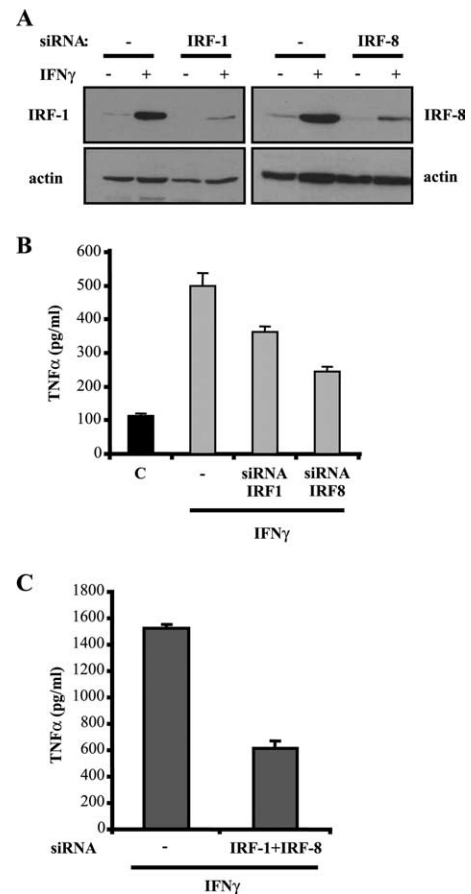 A
siRNA: - IRF-1 - IRF-8
IFNγ - + - + - + - +
IRF-1 IRF-8
actin actin
B
600
500
400
300
200
100
0
TNFα (pg/ml)
C - siRNA siRNA
IRF1 IRF8
IFNγ
C
1800
1600
1400
1200
1000
800
600
400
200
0
TNFα (pg/ml)
siRNA - IRF-1+IRF-8
IFNγ